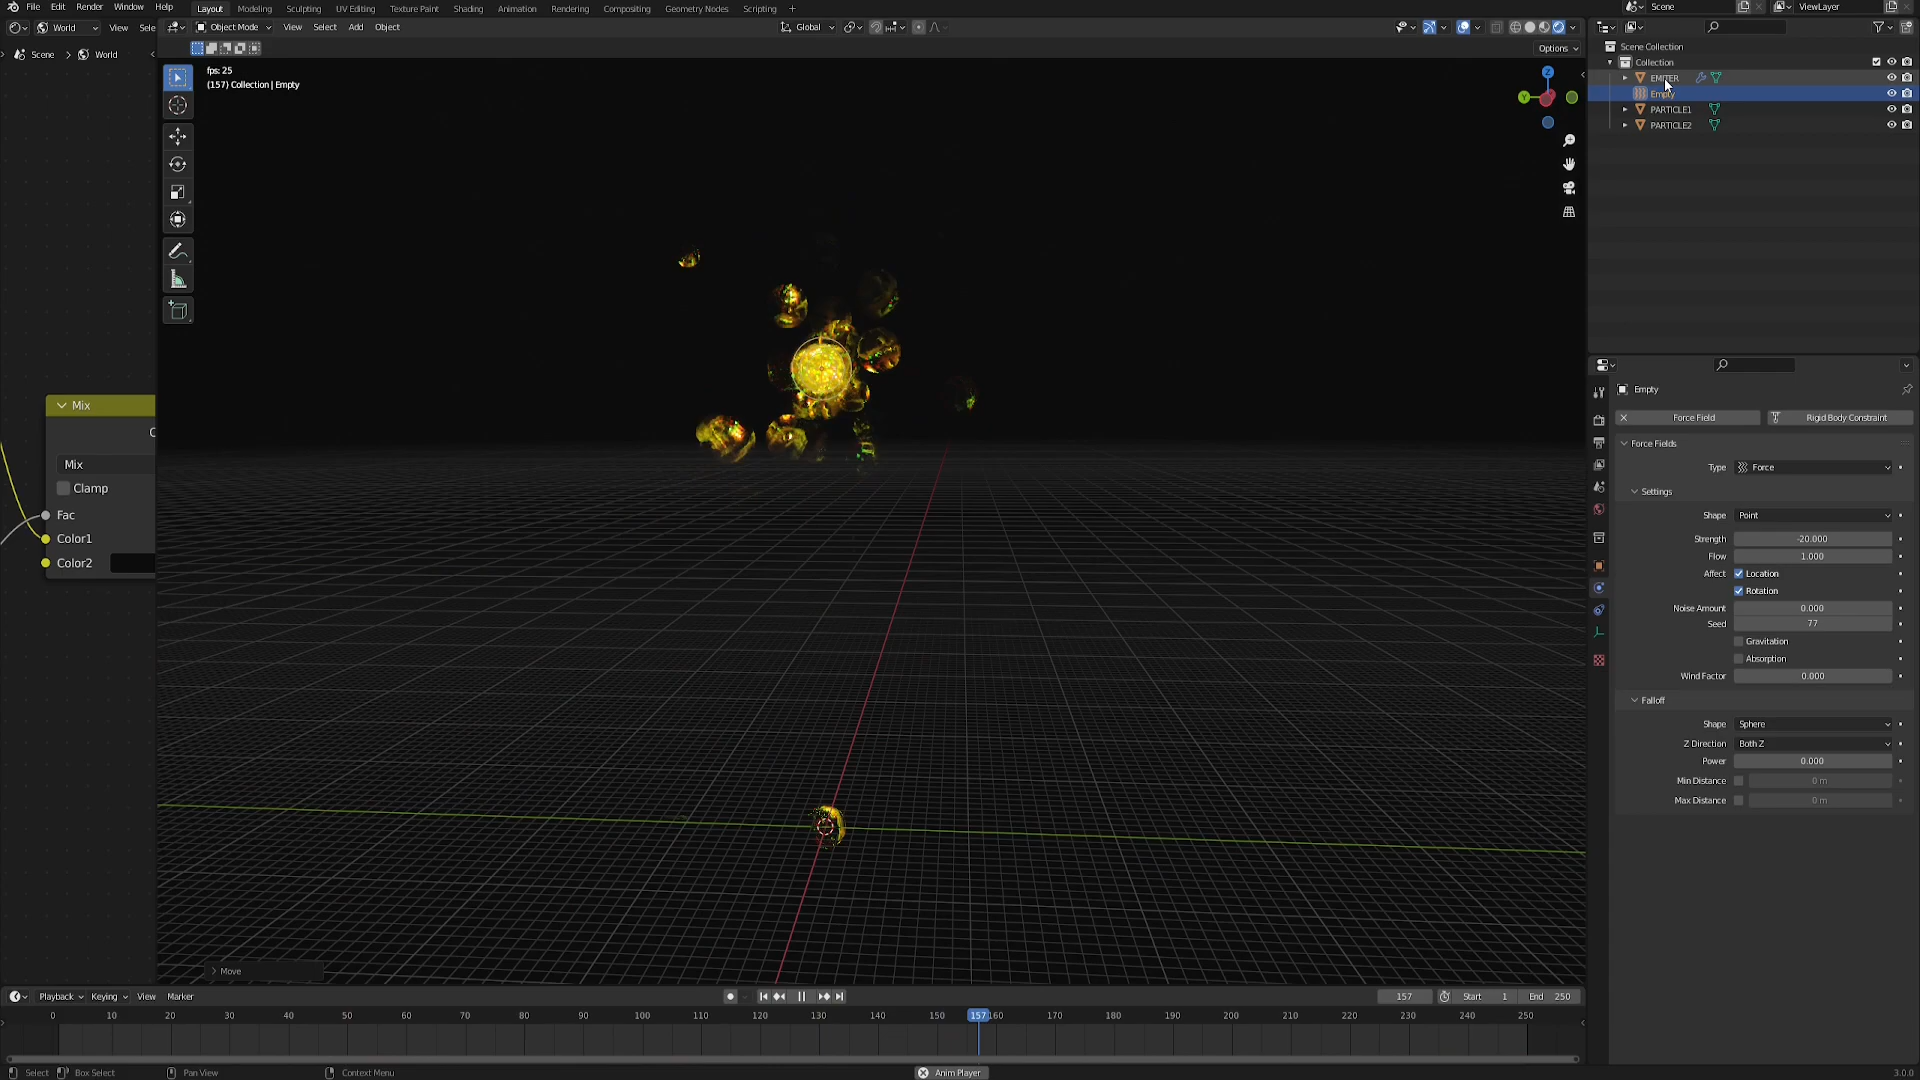 File Edit Render Window Help
Layout Modeling Sculpting UV Editing Texture Paint Shading Animation Rendering Compositing Geometry Nodes Scripting +
Scene ViewLayer
World View Sele
Object Mode View Select Add Object
Global
Scene > World
Options
fps: 25
(157) Collection | Empty
Z
Y
Mix
C
Mix
Clamp
Fac
Color1
Color2
> Move
Scene Collection
Collection
EMITER
Empty
PARTICLE1
PARTICLE2
Empty
Force Field Rigid Body Constraint
Force Fields
Type Force
Settings
Shape Point
Strength -20.000
Flow 1.000
Affect Location
Rotation
Noise Amount 0.000
Seed 77
Gravitation
Absorption
Wind Factor 0.000
Falloff
Shape Sphere
Z Direction Both Z
Power 0.000
Min Distance 0 m
Max Distance 0 m
Playback Keying View Marker
157 Start 1 End 250
0 10 20 30 40 50 60 70 80 90 100 110 120 130 140 150 157 160 170 180 190 200 210 220 230 240 250
Select Box Select Pan View Context Menu Anim Player 3.0.0